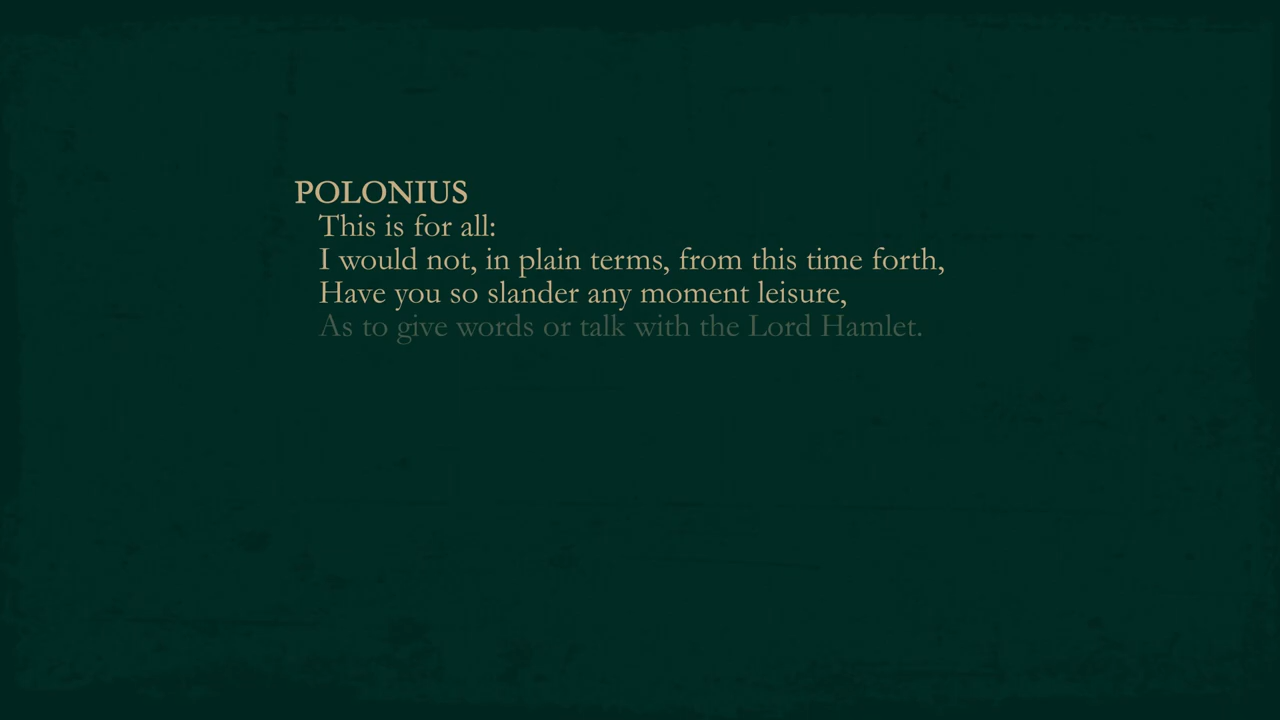 POLONIUS
This is for all:
I would not, in plain terms, from this time forth,
Have you so slander any moment leisure,
As to give words or talk with the Lord Hamlet.